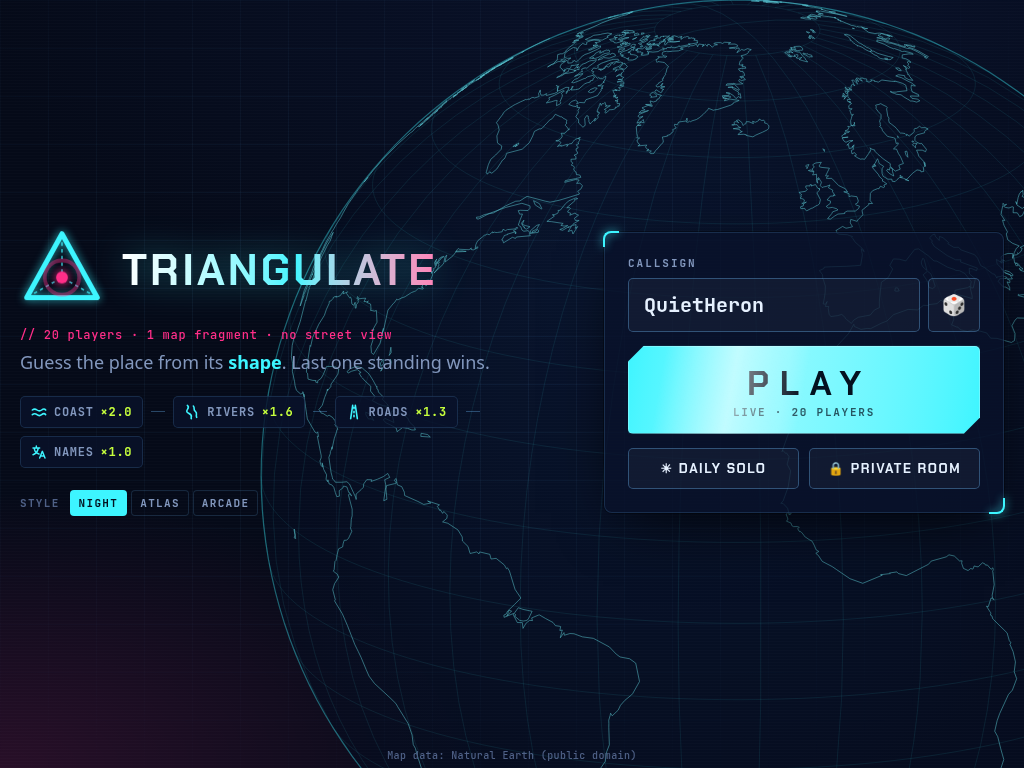 TRIANGULATE
// 20 players · 1 map fragment · no street view
Guess the place from its shape. Last one standing wins.
COAST ×2.0
RIVERS ×1.6
ROADS ×1.3
NAMES ×1.0
STYLE NIGHT ATLAS ARCADE
CALLSIGN
QuietHeron
PLAY
LIVE · 20 PLAYERS
☀ DAILY SOLO
🔒 PRIVATE ROOM
Map data: Natural Earth (public domain)